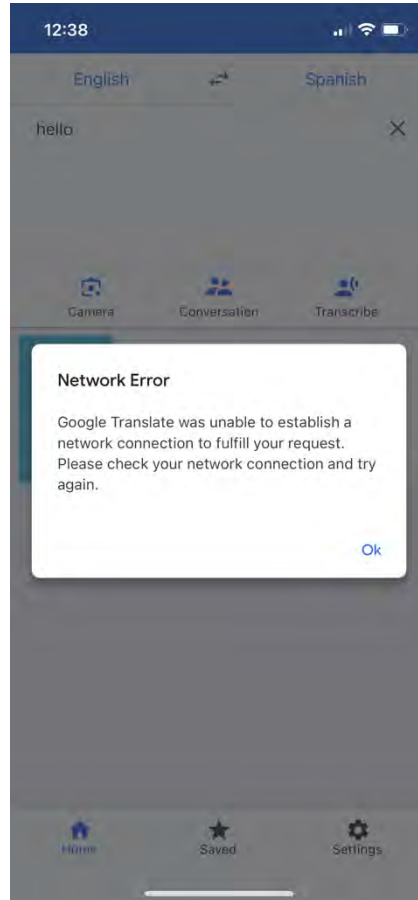 12:38
English Spanish
hello
Camera Conversation Transcribe
Network Error
Google Translate was unable to establish a
network connection to fulfill your request.
Please check your network connection and try
again.
Ok
Home Saved Settings